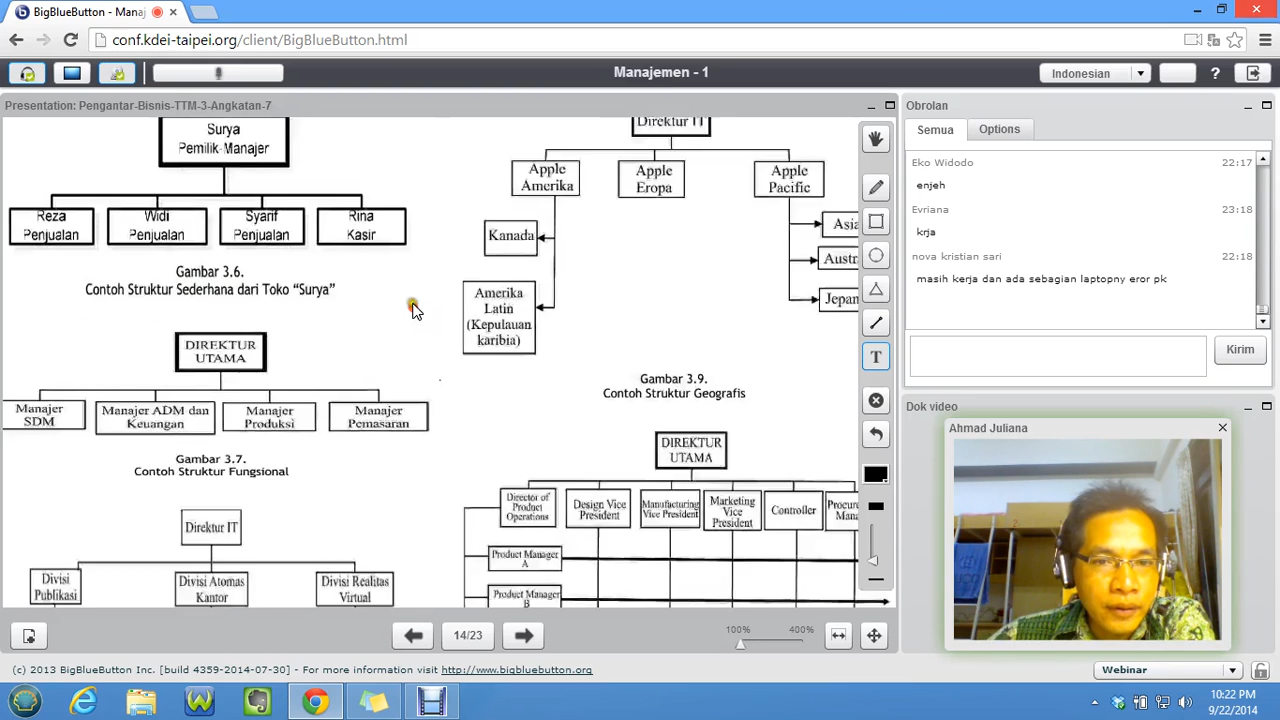 BigBlueButton - Manaj
conf.kdei-taipei.org/client/BigBlueButton.html
Manajemen - 1
Indonesian
?
Presentation: Pengantar-Bisnis-TTM-3-Angkatan-7
Surya
Pemilik-Manajer
Reza
Penjualan
Widi
Penjualan
Syarif
Penjualan
Rina
Kasir
Gambar 3.6.
Contoh Struktur Sederhana dari Toko “Surya”
DIREKTUR
UTAMA
Manajer
SDM
Manajer ADM dan
Keuangan
Manajer
Produksi
Manajer
Pemasaran
Gambar 3.7.
Contoh Struktur Fungsional
Direktur IT
Divisi
Publikasi
Divisi Atomas
Kantor
Divisi Realitas
Virtual
Direktur IT
Apple
Amerika
Apple
Eropa
Apple
Pacific
Kanada
Amerika
Latin
(Kepulauan
karibia)
Asia
Austr
Jepan
Gambar 3.9.
Contoh Struktur Geografis
DIREKTUR
UTAMA
Director of
Product
Operations
Design Vice
President
Manufacturing
Vice President
Marketing
Vice
President
Controller
Procur
Mana
Product Manager
A
Product Manager
B
T
14/23
100%
400%
Obrolan
Semua
Options
Eko Widodo 22:17
enjeh
Evriana 23:18
krja
nova kristian sari 22:18
masih kerja dan ada sebagian laptopny eror pk
Kirim
Dok video
Ahmad Juliana
(c) 2013 BigBlueButton Inc. [build 4359-2014-07-30] - For more information visit http://www.bigbluebutton.org
Webinar
10:22 PM
9/22/2014